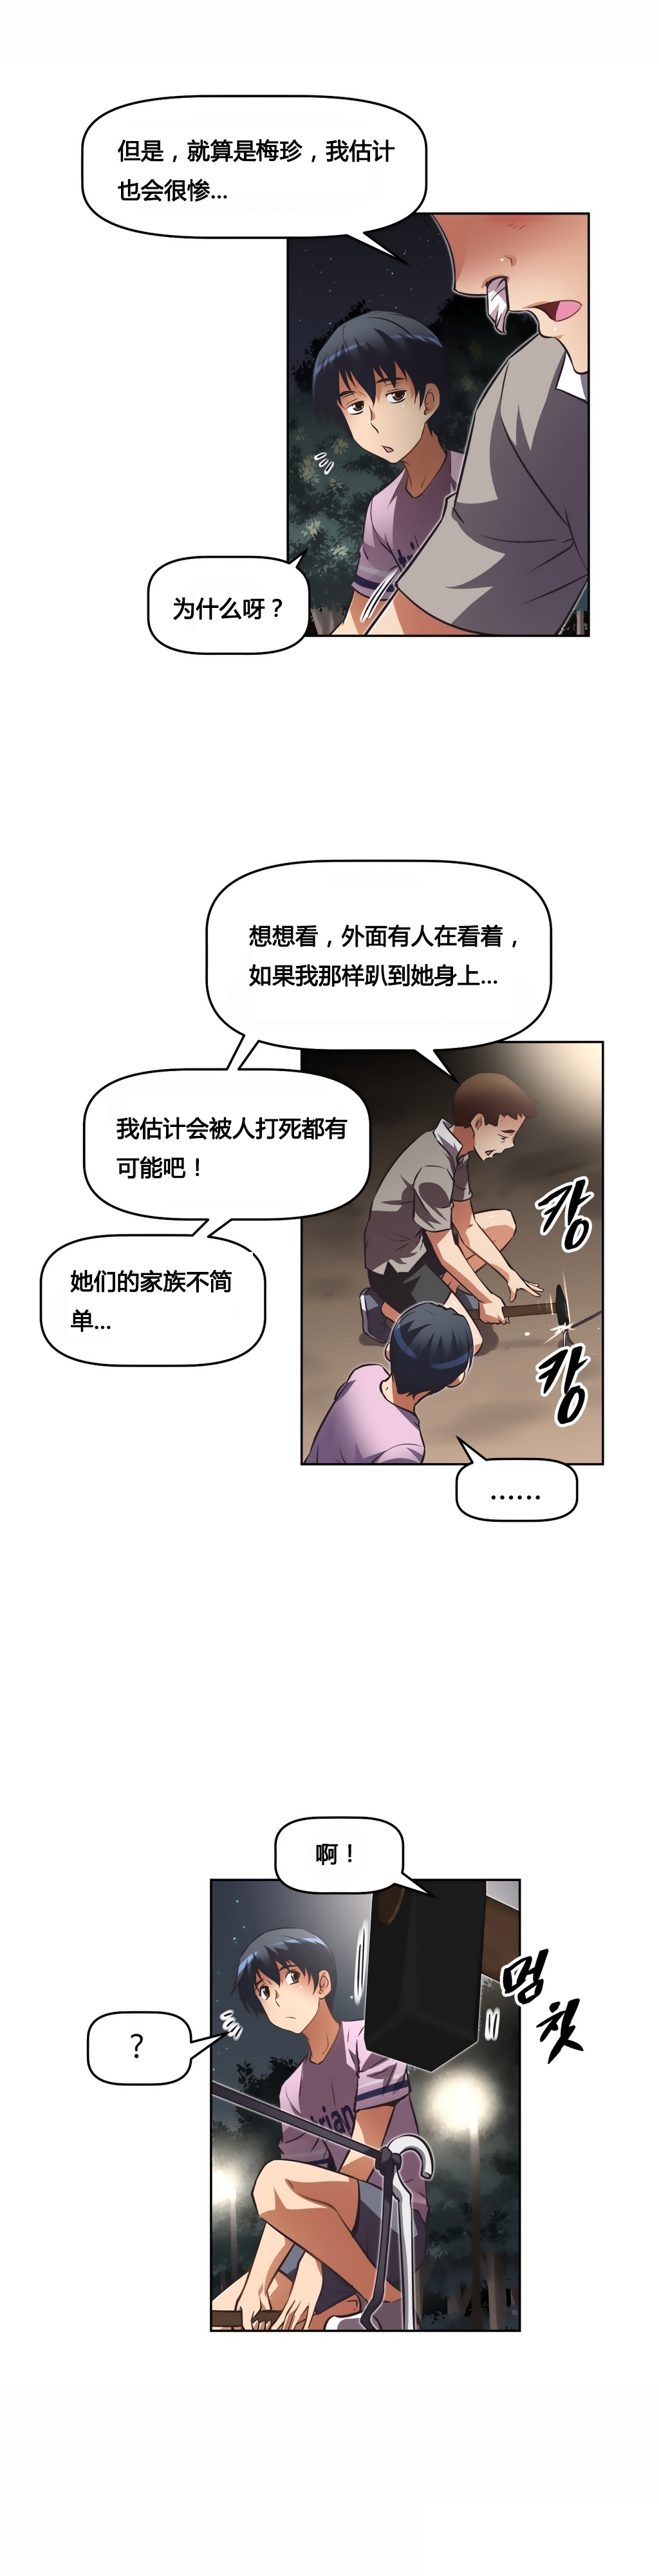 但是，就算是梅珍，我估计
也会很惨...
为什么呀？
想想看，外面有人在看着，
如果我那样趴到她身上...
我估计会被人打死都有
可能吧！
她们的家族不简
单...
캉
캉
......
啊！
멈
칫
?
rian